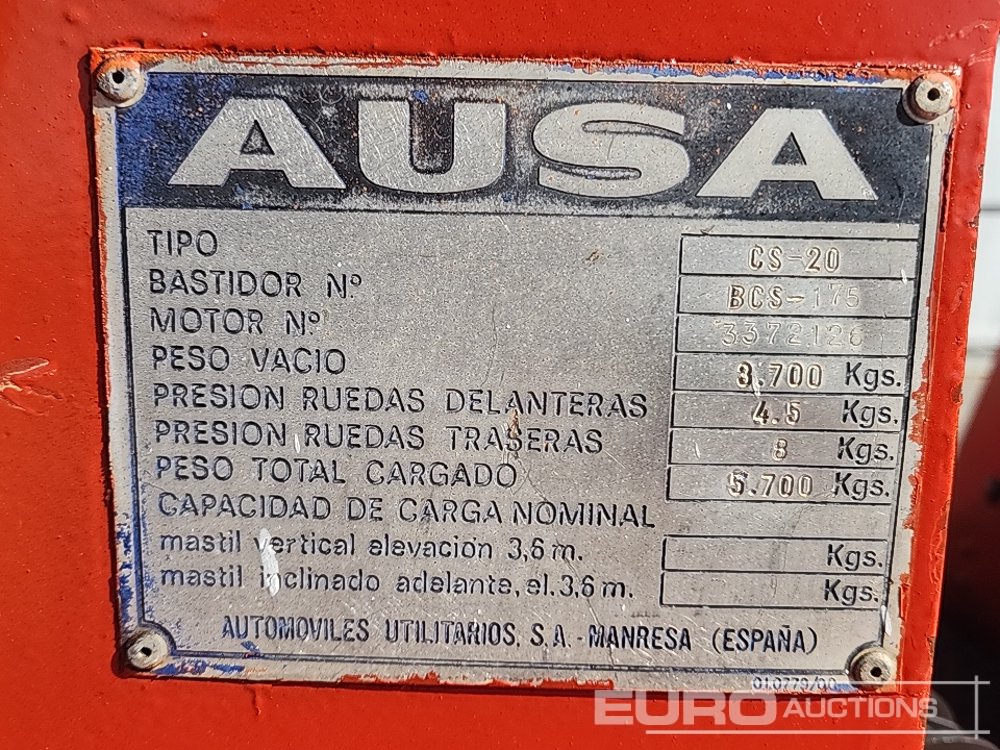 AUSA
TIPO CS-20
BASTIDOR Nº BCS-175
MOTOR Nº 3372126
PESO VACIO 3.700 Kgs.
PRESION RUEDAS DELANTERAS 4.5 Kgs.
PRESION RUEDAS TRASERAS 8 Kgs.
PESO TOTAL CARGADO 5.700 Kgs.
CAPACIDAD DE CARGA NOMINAL
mastil vertical elevación 3,6 m. Kgs.
mastil inclinado adelante, el. 3,6 m. Kgs.
AUTOMOVILES UTILITARIOS, S.A.-MANRESA (ESPAÑA)
010779/00
EURO AUCTIONS